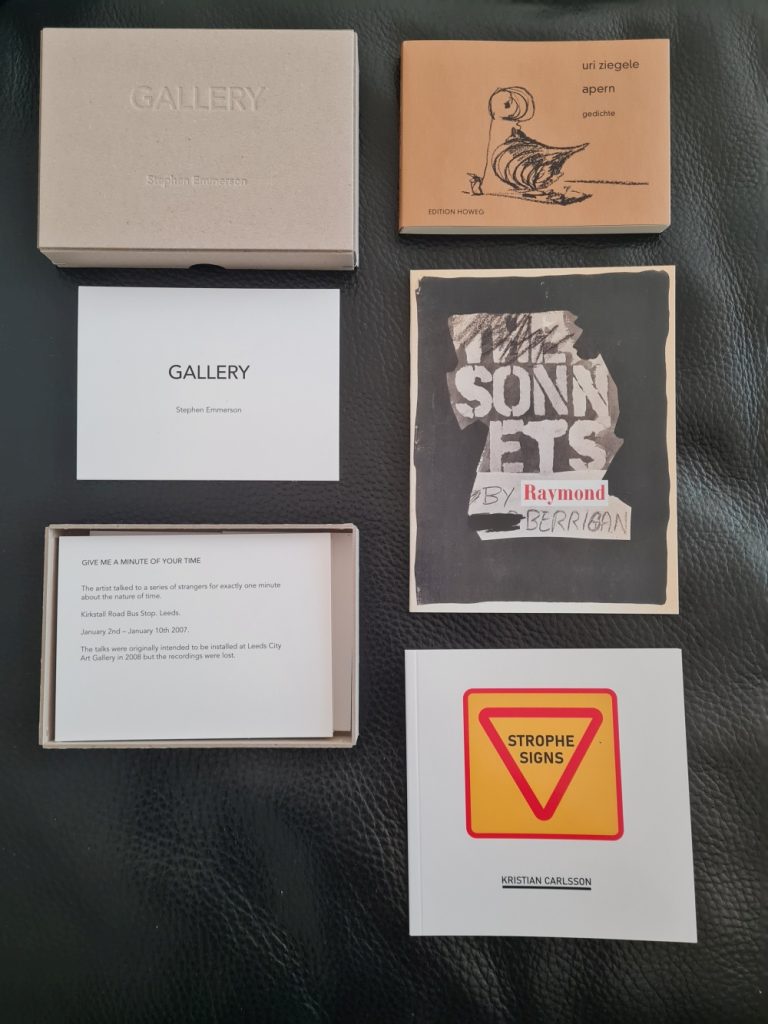 GALLERY
Stephen Emmerson
GALLERY
Stephen Emmerson
GIVE ME A MINUTE OF YOUR TIME
The artist talked to a series of strangers for exactly one minute
about the nature of time.
Kirkstall Road Bus Stop. Leeds.
January 2nd – January 10th 2007.
The talks were originally intended to be installed at Leeds City
Art Gallery in 2008 but the recordings were lost.
uri ziegele
apern
gedichte
EDITION HOWEG
THE
SONN
ETS
BY Raymond
BERRIGAN
STROPHE
SIGNS
KRISTIAN CARLSSON